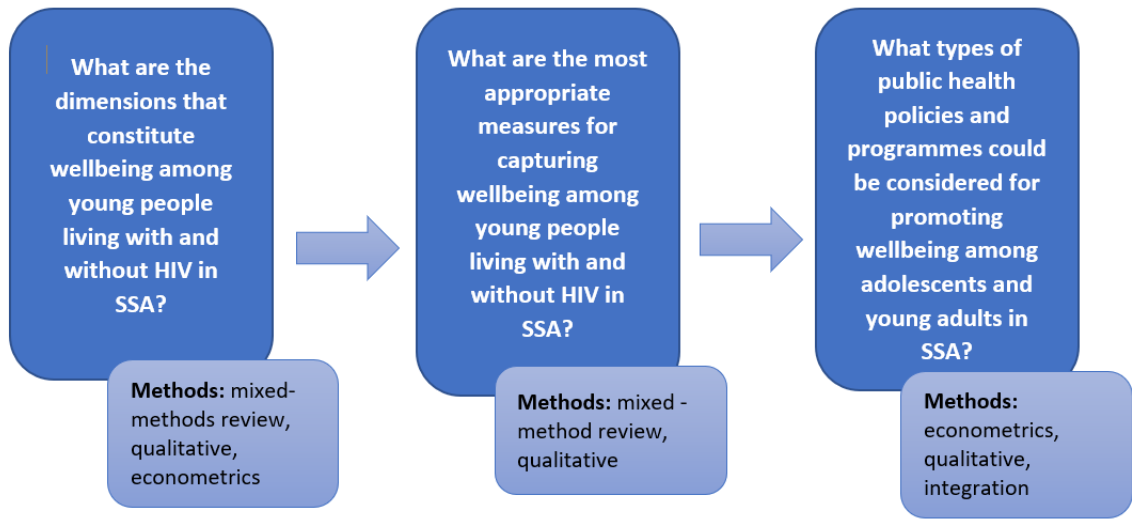 What are the
dimensions that
constitute
wellbeing among
young people
living with and
without HIV in
SSA?
Methods: mixed-
methods review,
qualitative,
econometrics
What are the most
appropriate
measures for
capturing
wellbeing among
young people
living with and
without HIV in
SSA?
Methods: mixed -
method review,
qualitative
What types of
public health
policies and
programmes could
be considered for
promoting
wellbeing among
adolescents and
young adults in
SSA?
Methods:
econometrics,
qualitative,
integration